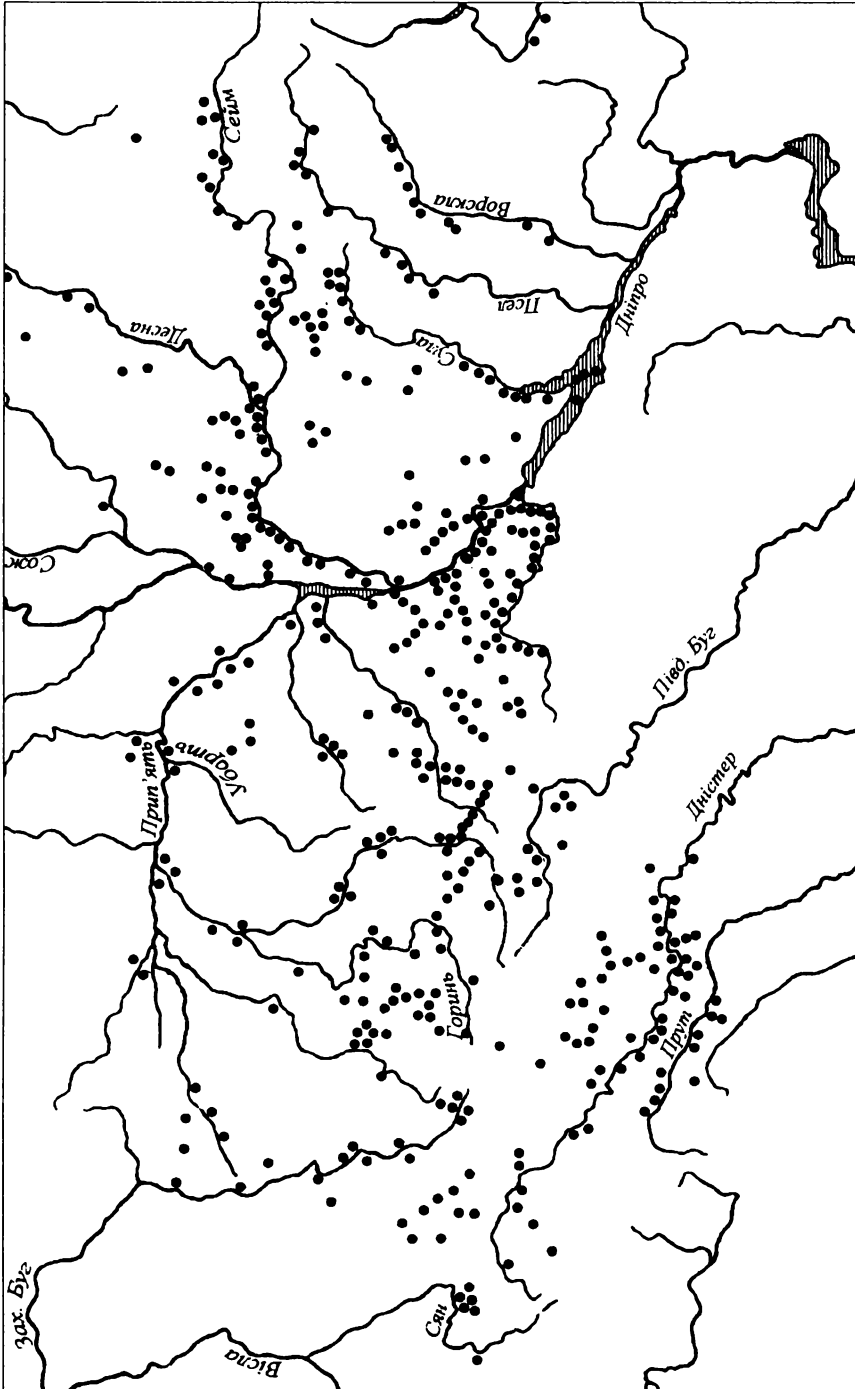 Сейм
Ворскла
Псел
Дніпро
Десна
Сула
Сож
Півд. Буг
Прип'ять
Уборть
Дністер
Горинь
Прут
зах. Буг
Сян
Вісла